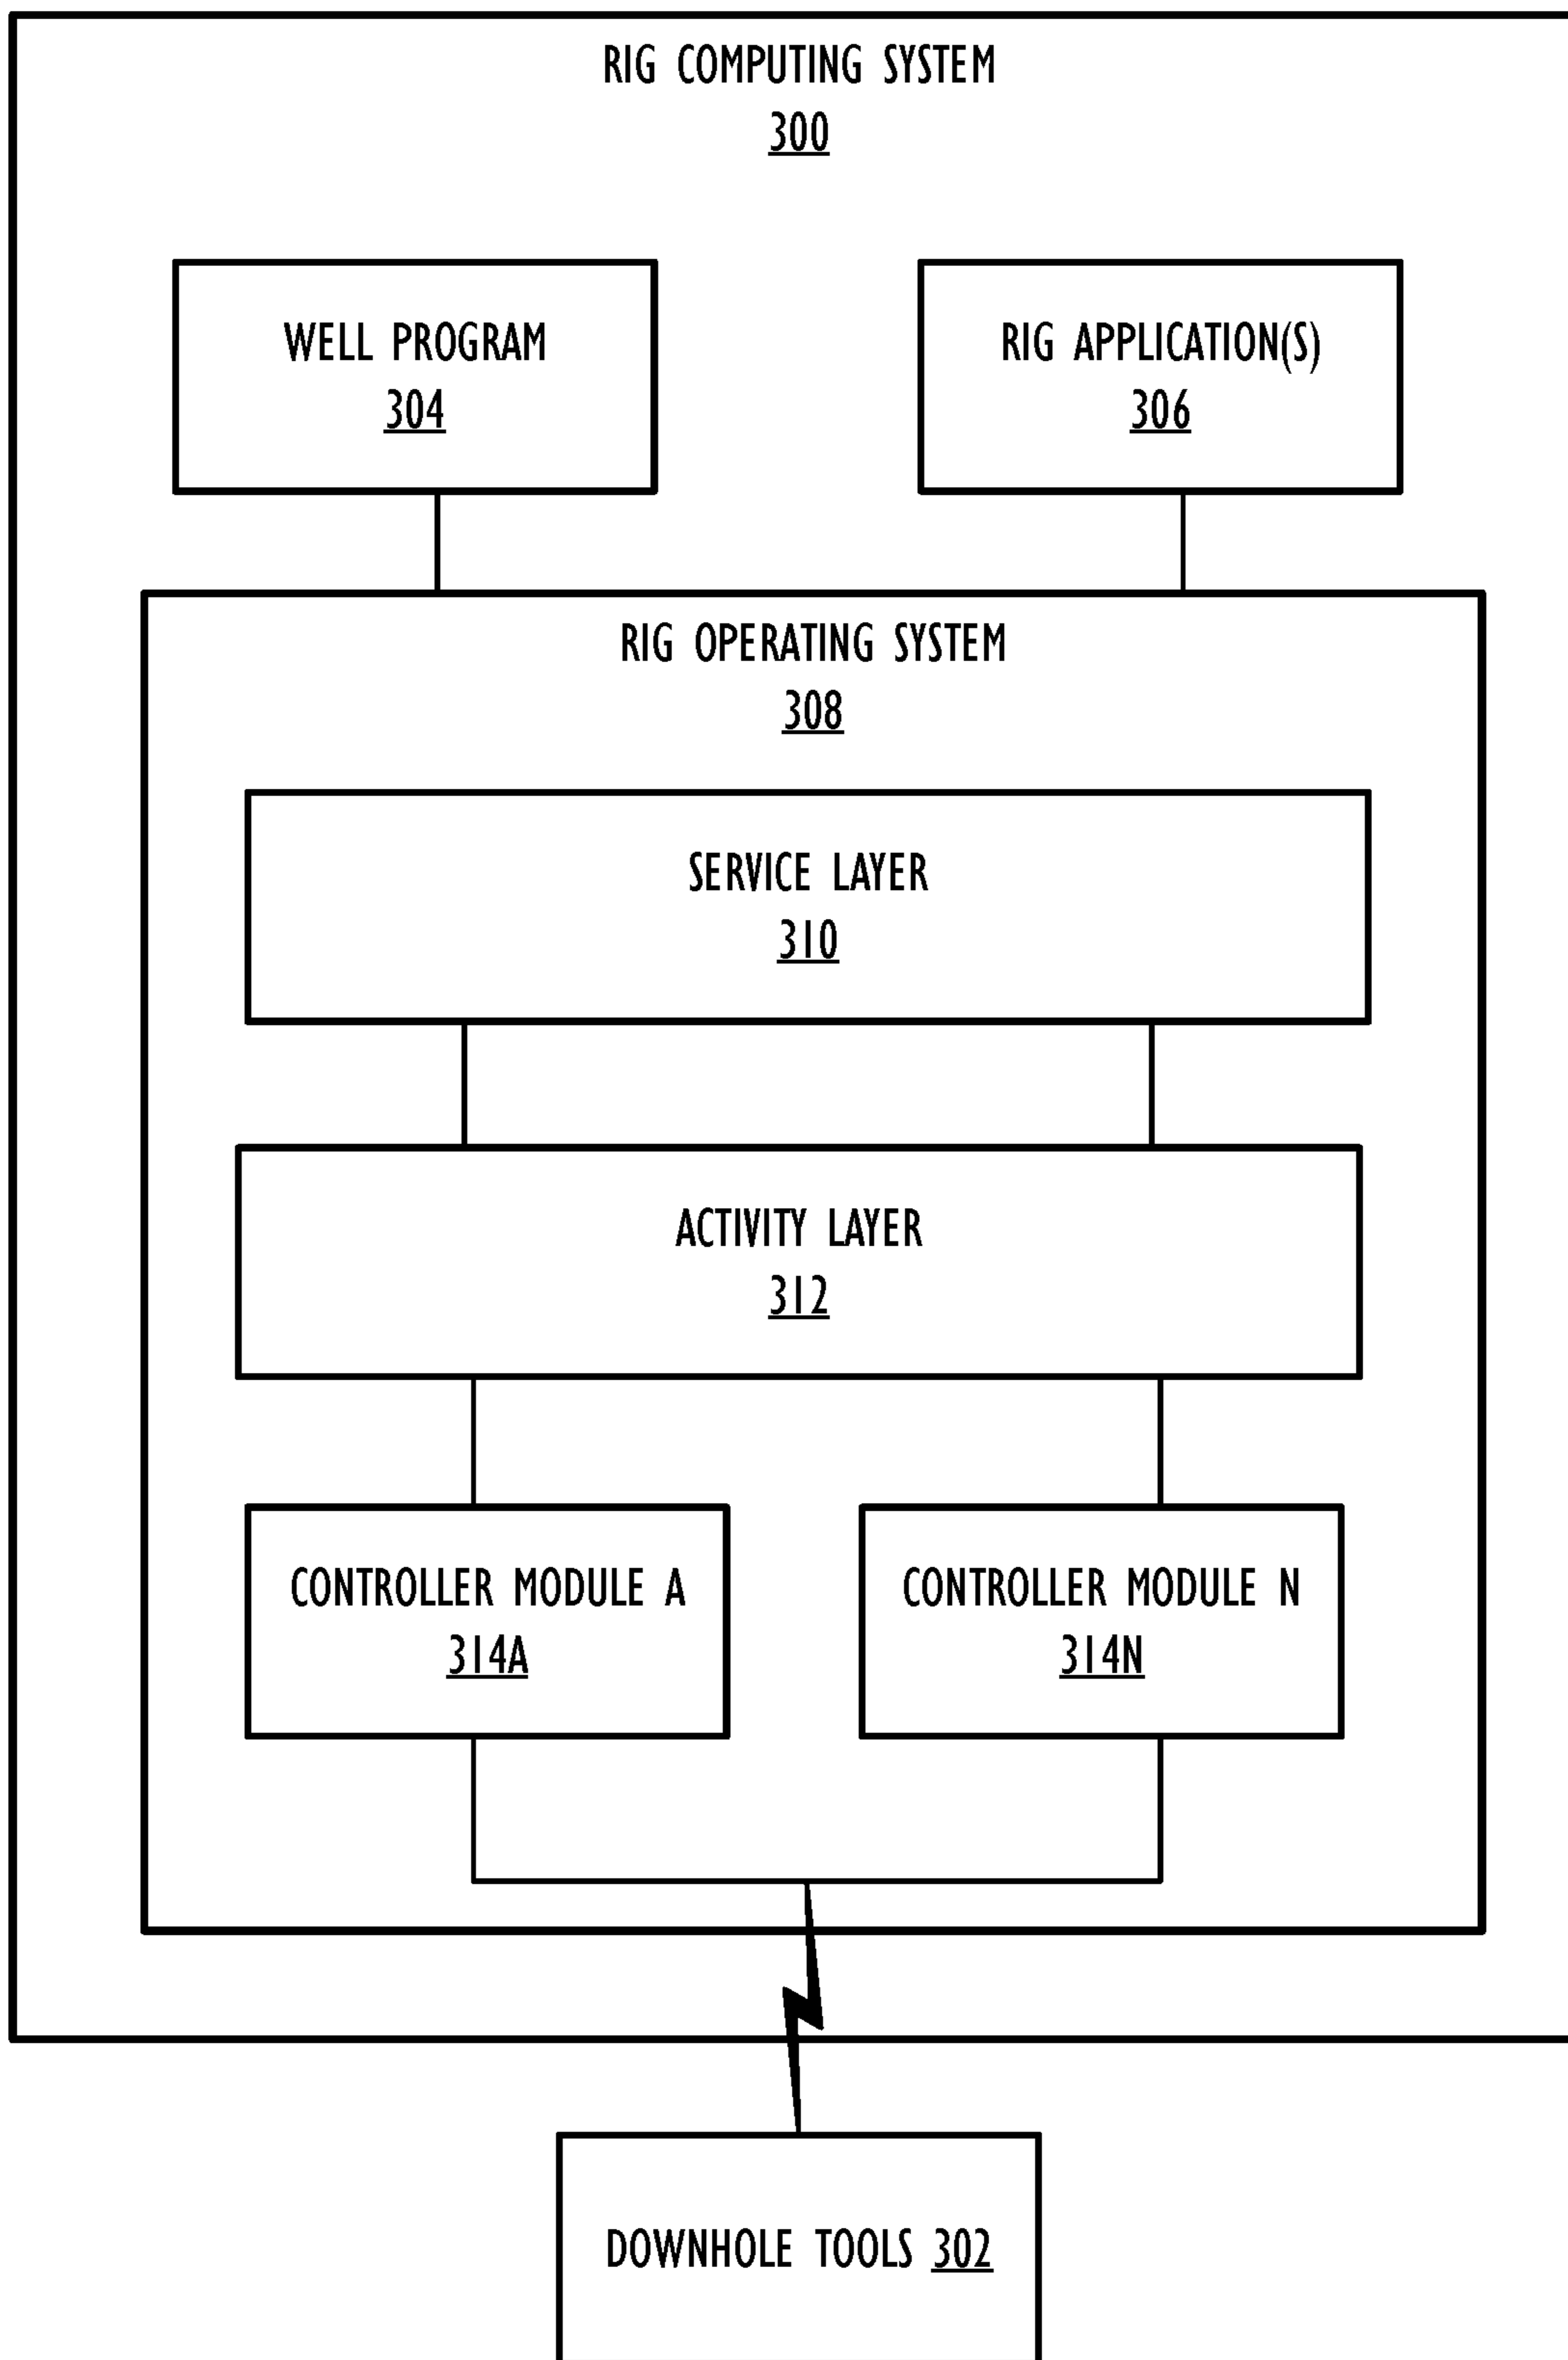 RIG COMPUTING SYSTEM
300
WELL PROGRAM
304
RIG APPLICATION(S)
306
RIG OPERATING SYSTEM
308
SERVICE LAYER
310
ACTIVITY LAYER
312
CONTROLLER MODULE A
314A
CONTROLLER MODULE N
314N
DOWNHOLE TOOLS 302